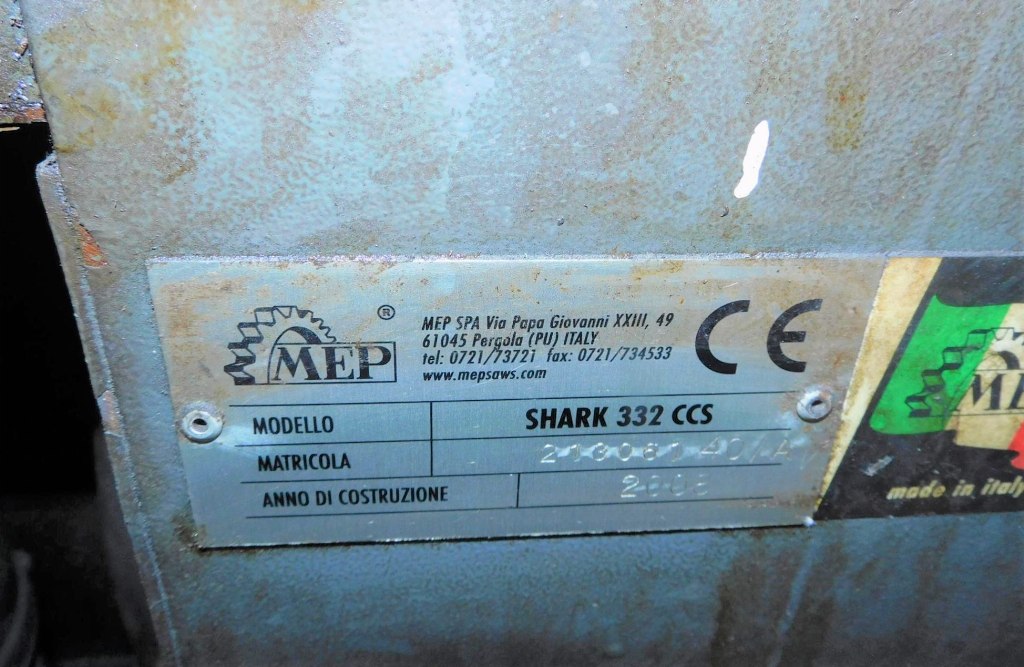 MEP ®
MEP SPA Via Papa Giovanni XXIII, 49
61045 Pergola (PU) ITALY
tel: 0721/73721 fax: 0721/734533
www.mepsaws.com
CE
MODELLO SHARK 332 CCS
MATRICOLA
ANNO DI COSTRUZIONE
made in italy